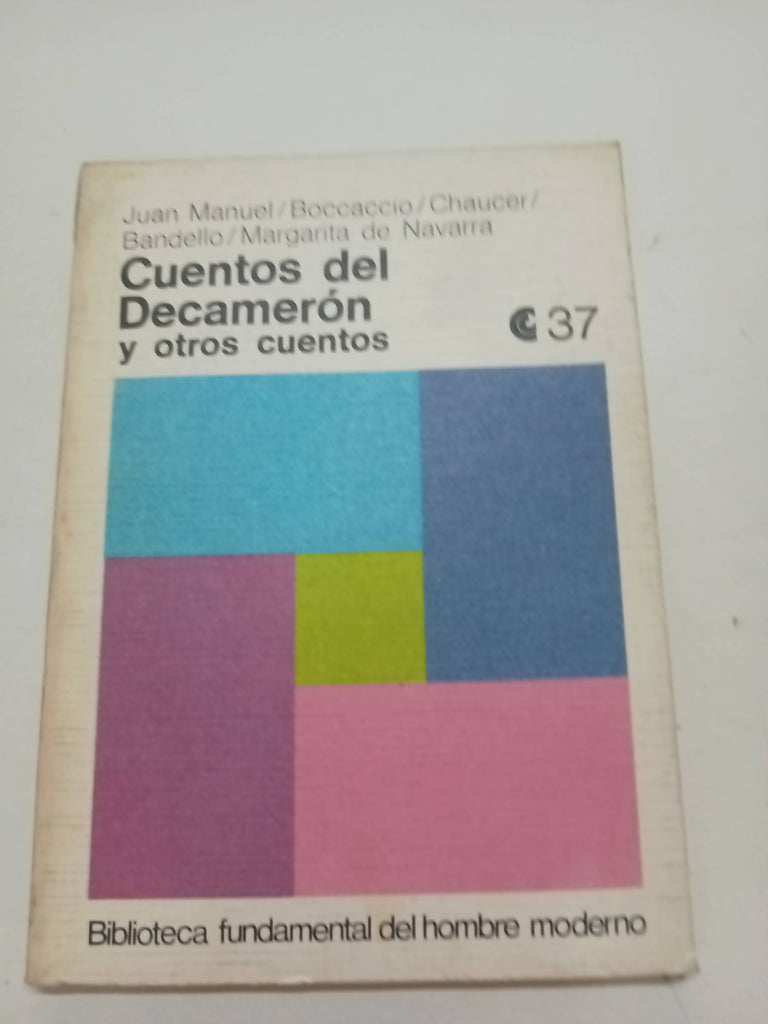 Juan Manuel/Boccaccio/Chaucer/
Bandello/Margarita de Navarra
Cuentos del
Decamerón
y otros cuentos
37
Biblioteca fundamental del hombre moderno